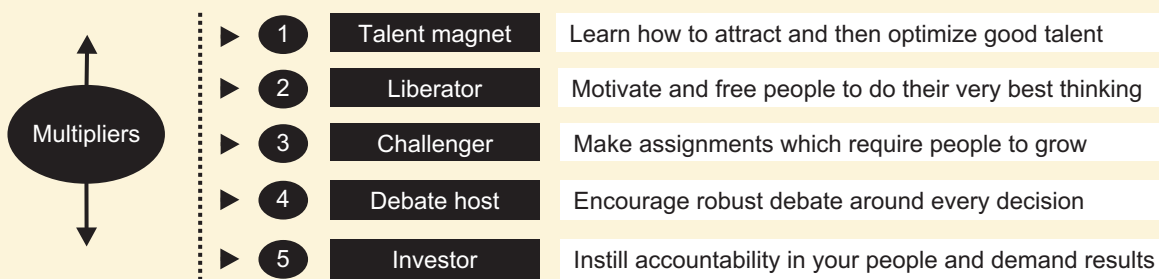 Multipliers
1 Talent magnet Learn how to attract and then optimize good talent
2 Liberator Motivate and free people to do their very best thinking
3 Challenger Make assignments which require people to grow
4 Debate host Encourage robust debate around every decision
5 Investor Instill accountability in your people and demand results